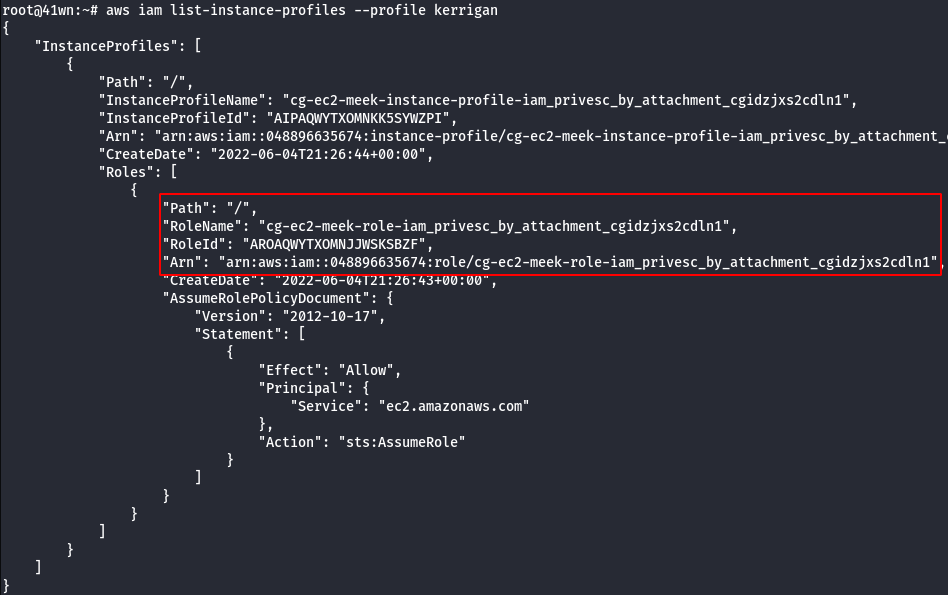 root@41wn:~# aws iam list-instance-profiles --profile kerrigan
{
    "InstanceProfiles": [
        {
            "Path": "/",
            "InstanceProfileName": "cg-ec2-meek-instance-profile-iam_privesc_by_attachment_cgidzjxs2cdln1",
            "InstanceProfileId": "AIPAQWYTXOMNKK5SYWZPI",
            "Arn": "arn:aws:iam::048896635674:instance-profile/cg-ec2-meek-instance-profile-iam_privesc_by_attachment_
            "CreateDate": "2022-06-04T21:26:44+00:00",
            "Roles": [
                {
                    "Path": "/",
                    "RoleName": "cg-ec2-meek-role-iam_privesc_by_attachment_cgidzjxs2cdln1",
                    "RoleId": "AROAQWYTXOMNJJWSKSBZF",
                    "Arn": "arn:aws:iam::048896635674:role/cg-ec2-meek-role-iam_privesc_by_attachment_cgidzjxs2cdln1",
                    "CreateDate": "2022-06-04T21:26:43+00:00",
                    "AssumeRolePolicyDocument": {
                        "Version": "2012-10-17",
                        "Statement": [
                            {
                                "Effect": "Allow",
                                "Principal": {
                                    "Service": "ec2.amazonaws.com"
                                },
                                "Action": "sts:AssumeRole"
                            }
                        ]
                    }
                }
            ]
        }
    ]
}